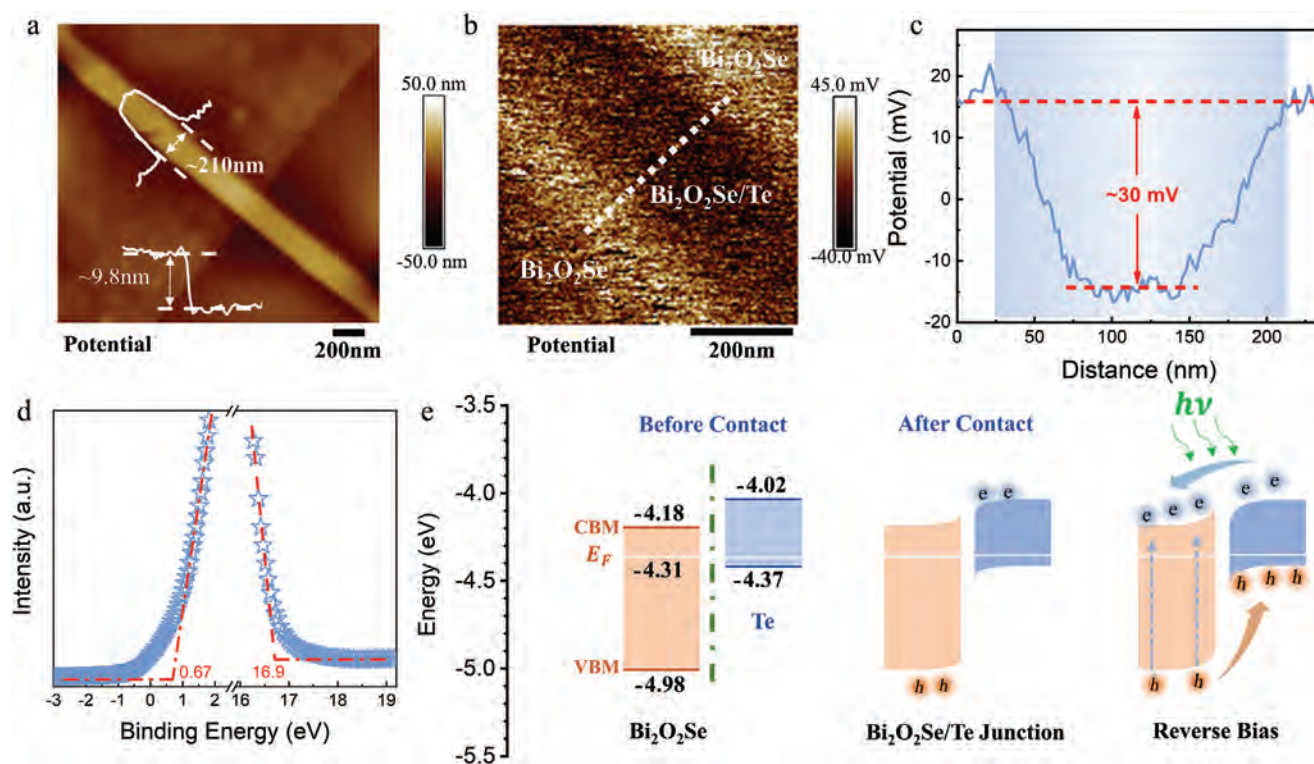 a
50.0 nm
-50.0 nm
~210nm
~9.8nm
Potential
200nm
b
Bi₂O₂Se
Bi₂O₂Se/Te
Bi₂O₂Se
45.0 mV
-40.0 mV
Potential
200nm
c
Potential (mV)
20
10
0
-10
-20
~30 mV
0 50 100 150 200
Distance (nm)
d
Intensity (a.u.)
0.67
16.9
-3 -2 -1 0 1 2 16 17 18 19
Binding Energy (eV)
e
Energy (eV)
-3.5
-4.0
-4.5
-5.0
-5.5
Before Contact
-4.18
CBM
E_F
-4.31
VBM
-4.98
-4.02
-4.37
Te
Bi₂O₂Se
After Contact
e e
h h
Bi₂O₂Se/Te Junction
hν
e e e e e
h h h
h h
Reverse Bias